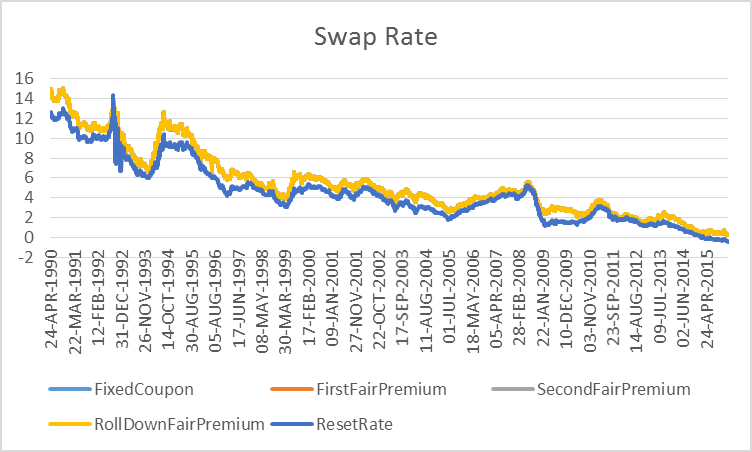 Swap Rate
16
14
12
10
8
6
4
2
0
-2
24-APR-1990
22-MAR-1991
12-FEB-1992
31-DEC-1992
26-NOV-1993
14-OCT-1994
30-AUG-1995
25-AUG-1996
17-JUN-1997
08-MAY-1998
30-MAR-1999
17-FEB-2000
09-JAN-2001
27-NOV-2001
22-OCT-2002
17-SEP-2003
11-AUG-2004
01-JUL-2005
18-MAY-2006
05-APR-2007
28-FEB-2008
22-JAN-2009
10-DEC-2009
03-NOV-2010
23-SEP-2011
16-AUG-2012
09-JUL-2013
02-JUN-2014
24-APR-2015
FixedCoupon FirstFairPremium SecondFairPremium
RollDownFairPremium ResetRate